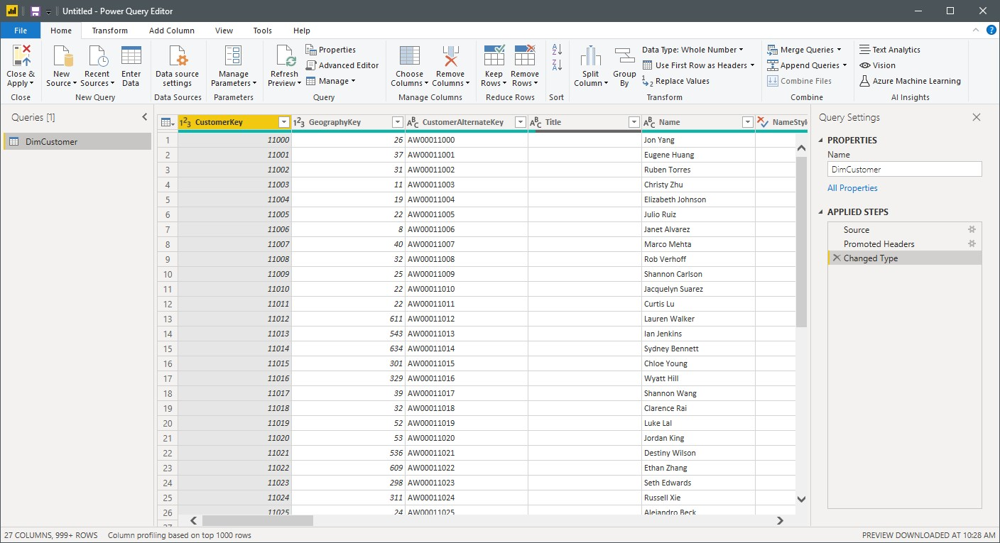 Untitled - Power Query Editor
File Home Transform Add Column View Tools Help
Close & Apply
New Source
Recent Sources
Enter Data
Data source settings
Manage Parameters
Refresh Preview
Properties
Advanced Editor
Manage
Choose Columns
Remove Columns
Keep Rows
Remove Rows
Split Column
Group By
Data Type: Whole Number
Use First Row as Headers
Replace Values
Merge Queries
Append Queries
Combine Files
Text Analytics
Vision
Azure Machine Learning
Close New Query Data Sources Parameters Query Manage Columns Reduce Rows Sort Transform Combine AI Insights
Queries [1]
DimCustomer
CustomerKey GeographyKey CustomerAlternateKey Title Name NameStyl
1 11000 26 AW00011000 Jon Yang
2 11001 37 AW00011001 Eugene Huang
3 11002 31 AW00011002 Ruben Torres
4 11003 11 AW00011003 Christy Zhu
5 11004 19 AW00011004 Elizabeth Johnson
6 11005 22 AW00011005 Julio Ruiz
7 11006 8 AW00011006 Janet Alvarez
8 11007 40 AW00011007 Marco Mehta
9 11008 32 AW00011008 Rob Verhoff
10 11009 25 AW00011009 Shannon Carlson
11 11010 22 AW00011010 Jacquelyn Suarez
12 11011 22 AW00011011 Curtis Lu
13 11012 611 AW00011012 Lauren Walker
14 11013 543 AW00011013 Ian Jenkins
15 11014 634 AW00011014 Sydney Bennett
16 11015 301 AW00011015 Chloe Young
17 11016 329 AW00011016 Wyatt Hill
18 11017 39 AW00011017 Shannon Wang
19 11018 32 AW00011018 Clarence Rai
20 11019 52 AW00011019 Luke Lal
21 11020 53 AW00011020 Jordan King
22 11021 536 AW00011021 Destiny Wilson
23 11022 609 AW00011022 Ethan Zhang
24 11023 298 AW00011023 Seth Edwards
25 11024 311 AW00011024 Russell Xie
26 11025 24 AW00011025 Alejandro Beck
Query Settings
PROPERTIES
Name
DimCustomer
All Properties
APPLIED STEPS
Source
Promoted Headers
Changed Type
27 COLUMNS, 999+ ROWS Column profiling based on top 1000 rows
PREVIEW DOWNLOADED AT 10:28 AM